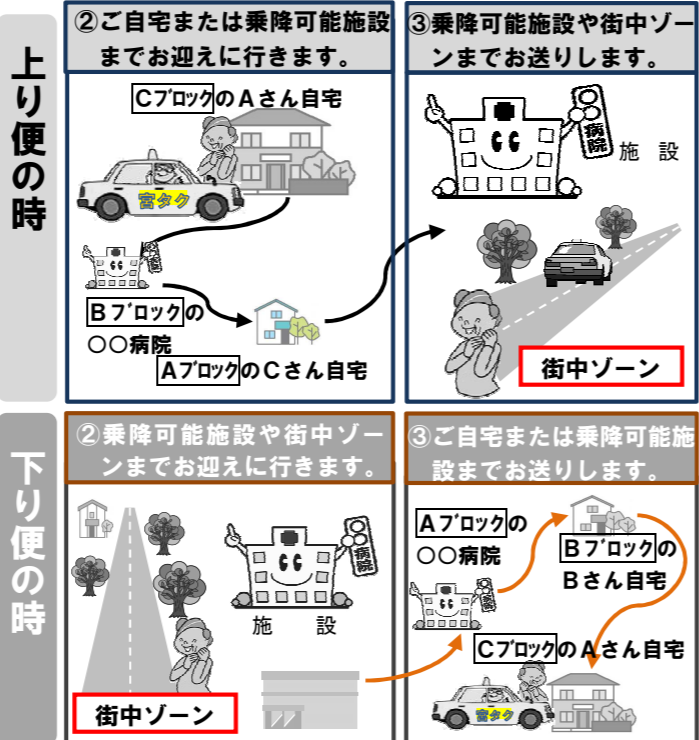 上り便の時
②ご自宅または乗降可能施設
までお迎えに行きます。
Cブロックの Aさん自宅
宮タク
Bブロックの
〇〇病院
AブロックのCさん自宅
③乗降可能施設や街中ゾー
ンまでお送りします。
病院
施 設
街中ゾーン
下り便の時
②乗降可能施設や街中ゾー
ンまでお迎えに行きます。
病院
施 設
街中ゾーン
③ご自宅または乗降可能施
設までお送りします。
Aブロックの
〇〇病院
Bブロックの
Bさん自宅
CブロックのAさん自宅
宮タク